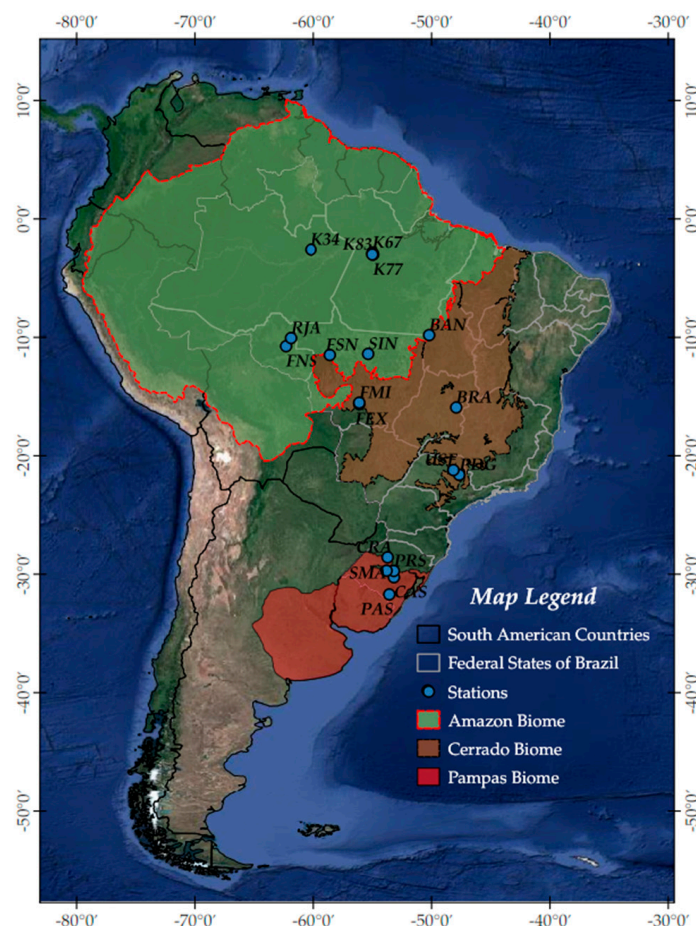 -80°0' -70°0' -60°0' -50°0' -40°0' -30°0'
10°0' 10°0'
0°0' 0°0'
K34 K83 K67
K77
-10°0' RJA BAN -10°0'
FNS FSN SIN
FMI BRA
FEX
-20°0' -20°0'
PDG
CRA
-30°0' PRS -30°0'
SMA CAS
PAS
Map Legend
South American Countries
Federal States of Brazil
-40°0' -40°0'
Stations
Amazon Biome
Cerrado Biome
Pampas Biome
-50°0' -50°0'
-80°0' -70°0' -60°0' -50°0' -40°0' -30°0'